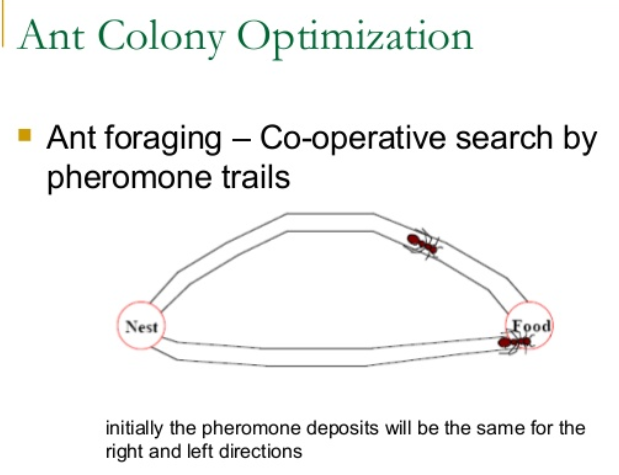 Ant Colony Optimization
Ant foraging – Co-operative search by
pheromone trails
Nest
Food
initially the pheromone deposits will be the same for the
right and left directions